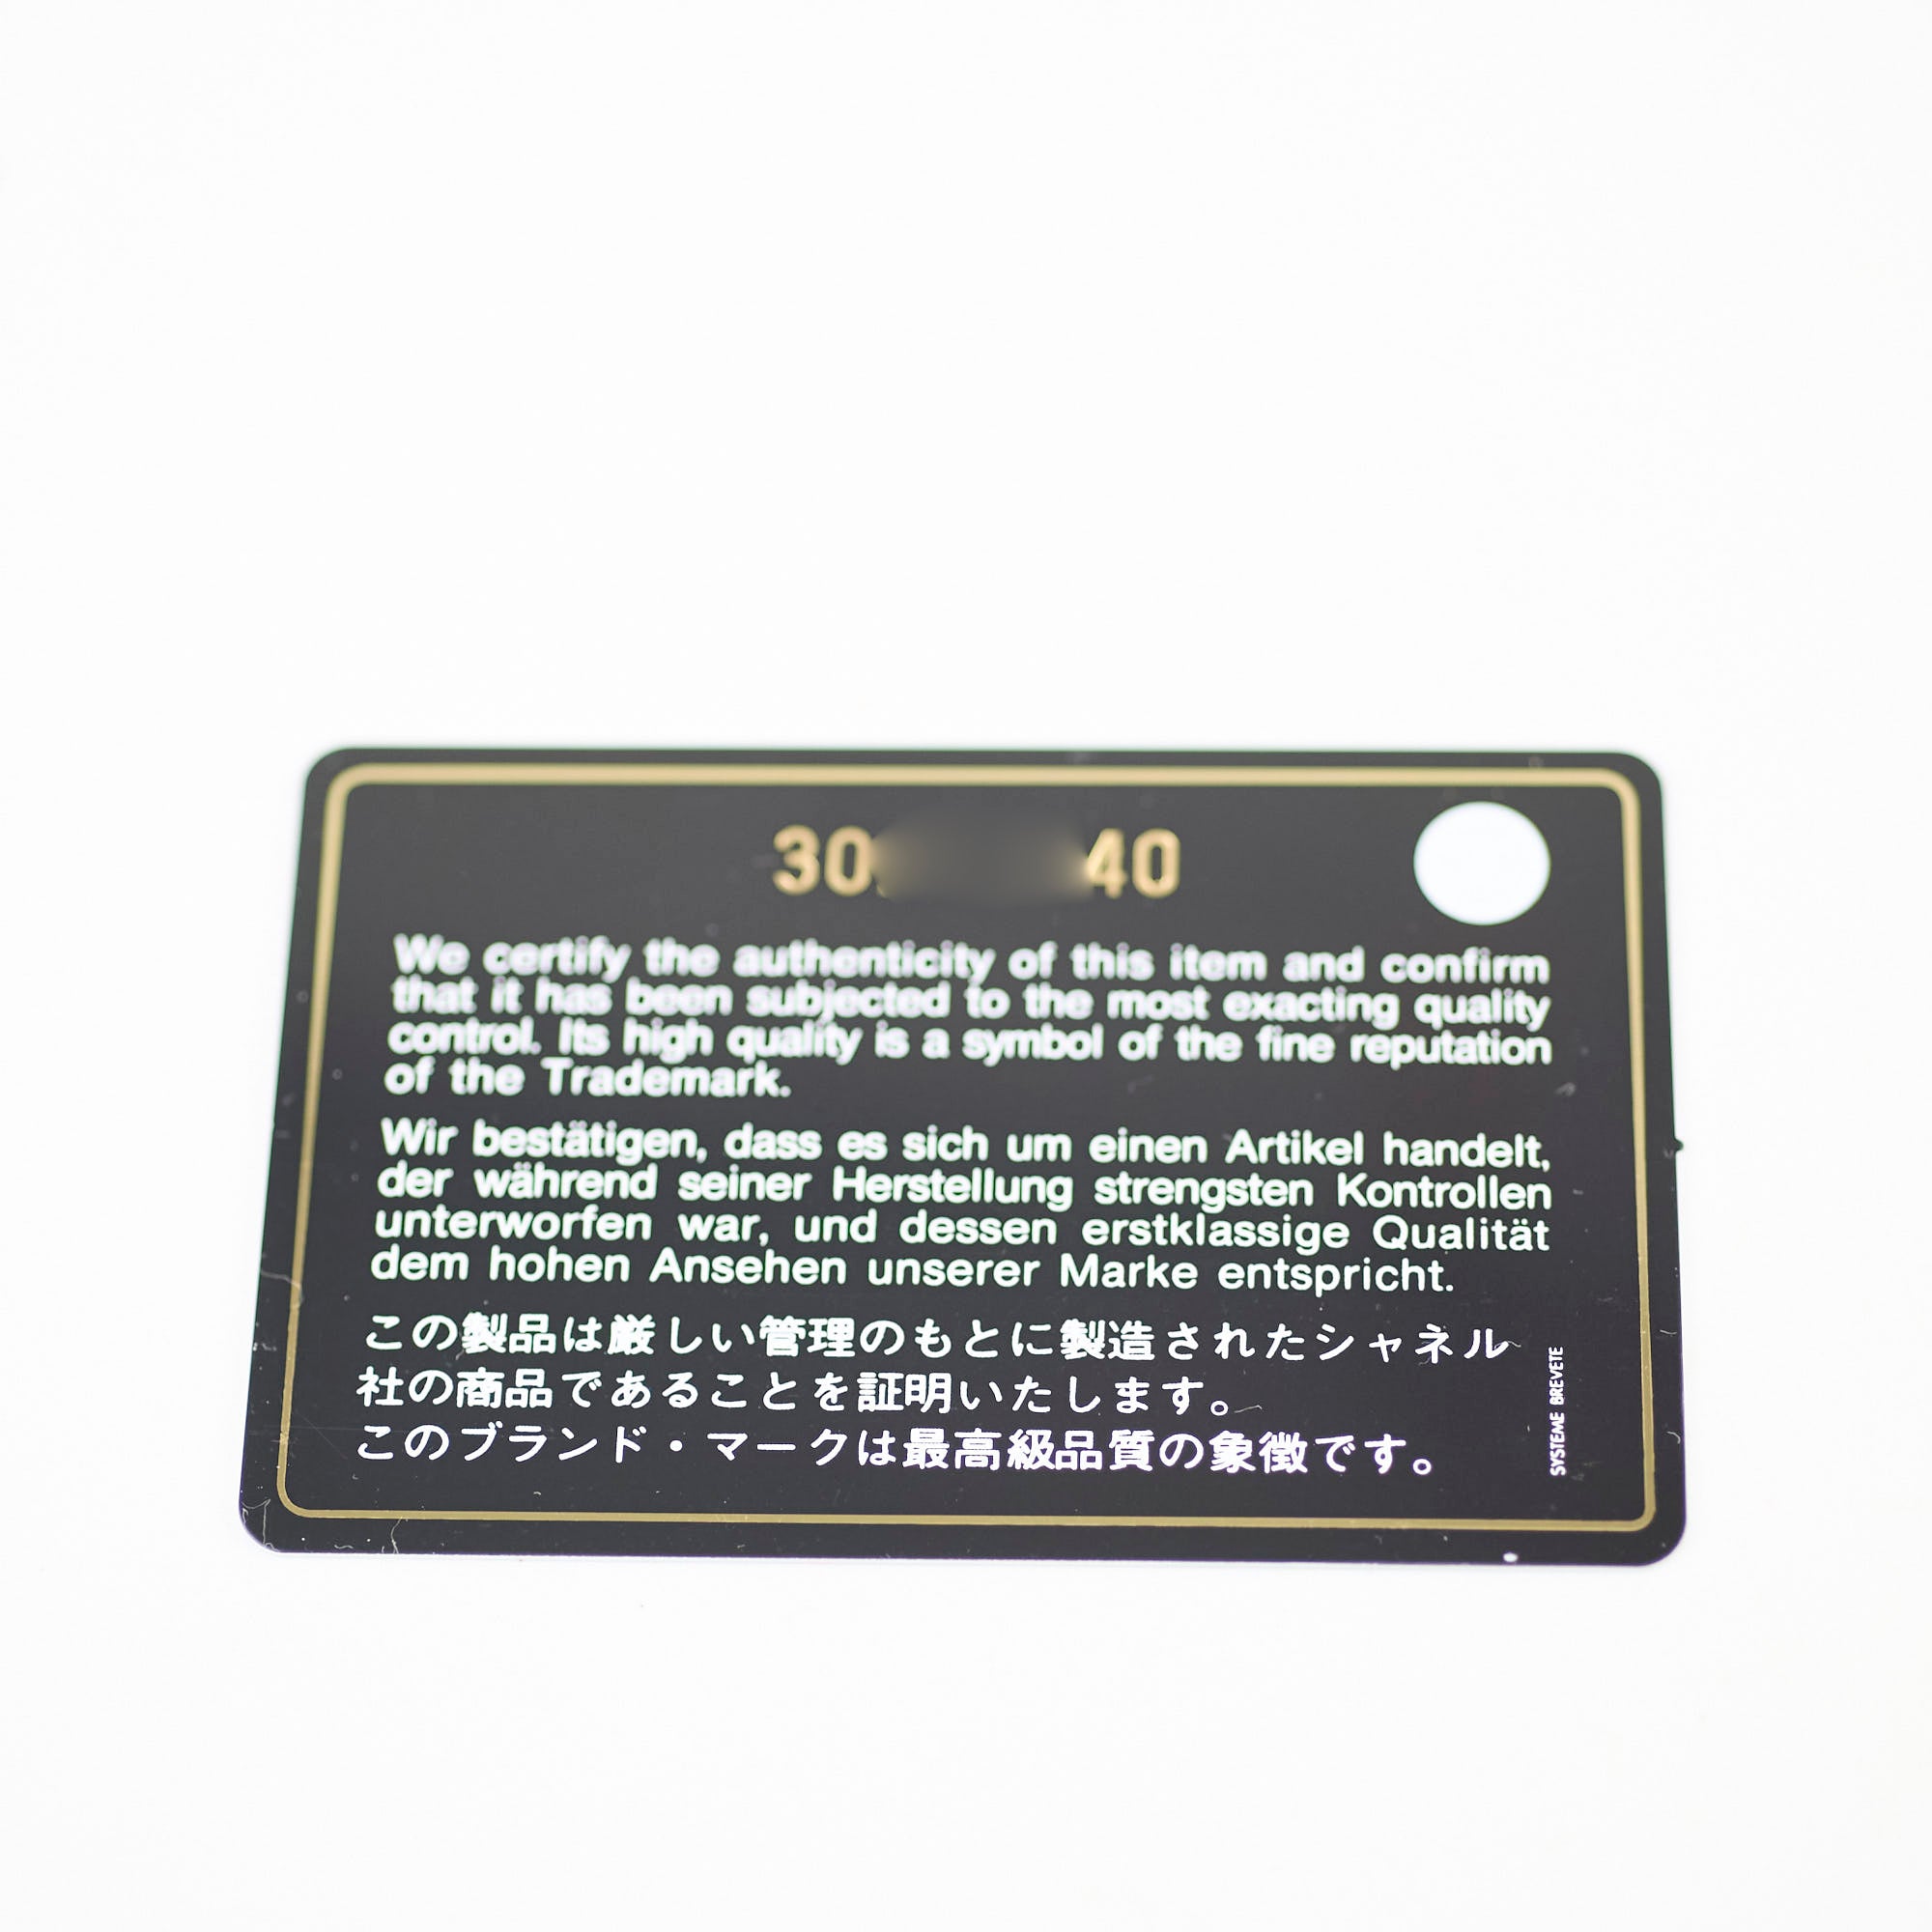 30 40
We certify the authenticity of this item and confirm
that it has been subjected to the most exacting quality
control. Its high quality is a symbol of the fine reputation
of the Trademark.
Wir bestätigen, dass es sich um einen Artikel handelt,
der während seiner Herstellung strengsten Kontrollen
unterworfen war, und dessen erstklassige Qualität
dem hohen Ansehen unserer Marke entspricht.
この製品は厳しい管理のもとに製造されたシャネル
社の商品であることを証明いたします。
このブランド・マークは最高級品質の象徴です。
SYSTEME BREVETE